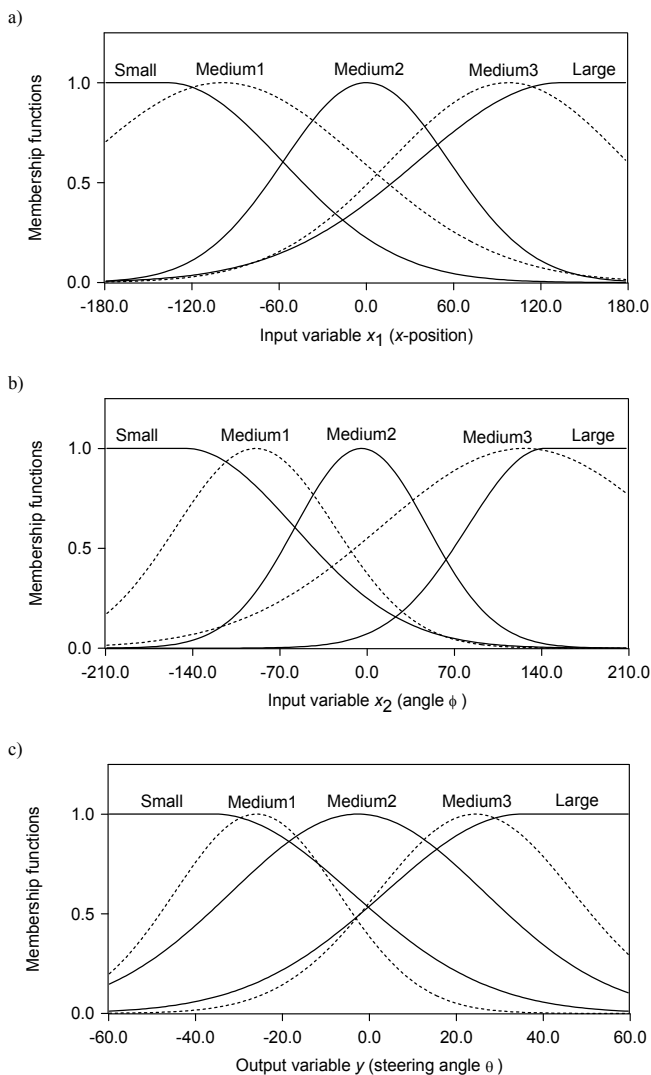 a)
Small Medium1 Medium2 Medium3 Large
1.0
0.5
0.0
Membership functions
-180.0 -120.0 -60.0 0.0 60.0 120.0 180.0
Input variable x1 (x-position)
b)
Small Medium1 Medium2 Medium3 Large
1.0
0.5
0.0
Membership functions
-210.0 -140.0 -70.0 0.0 70.0 140.0 210.0
Input variable x2 (angle ϕ )
c)
Small Medium1 Medium2 Medium3 Large
1.0
0.5
0.0
Membership functions
-60.0 -40.0 -20.0 0.0 20.0 40.0 60.0
Output variable y (steering angle θ )